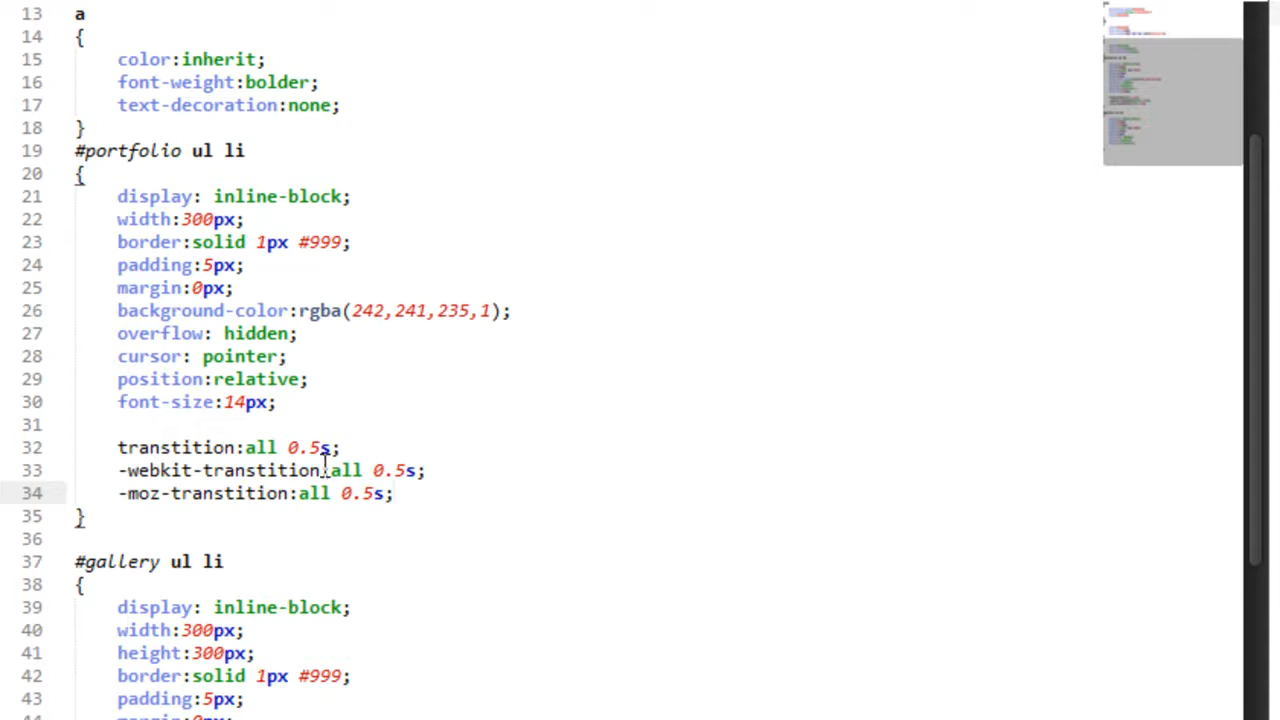 13 a
14 {
15 color:inherit;
16 font-weight:bolder;
17 text-decoration:none;
18 }
19 #portfolio ul li
20 {
21 display: inline-block;
22 width:300px;
23 border:solid 1px #999;
24 padding:5px;
25 margin:0px;
26 background-color:rgba(242,241,235,1);
27 overflow: hidden;
28 cursor: pointer;
29 position:relative;
30 font-size:14px;
31
32 transtition:all 0.5s;
33 -webkit-transtition:all 0.5s;
34 -moz-transtition:all 0.5s;
35 }
36
37 #gallery ul li
38 {
39 display: inline-block;
40 width:300px;
41 height:300px;
42 border:solid 1px #999;
43 padding:5px;
44 margin:0px;